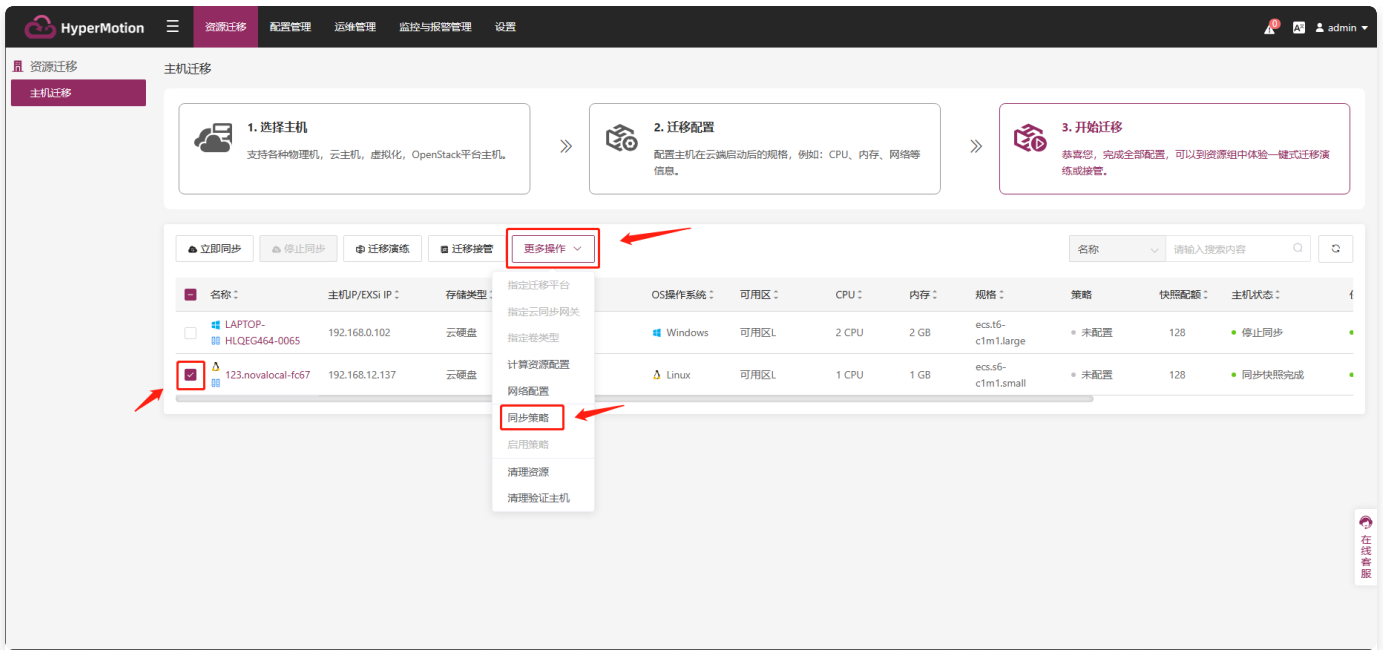 HyperMotion
资源迁移
配置管理
运维管理
监控与报警管理
设置
0
admin
资源迁移
主机迁移
主机迁移
1. 选择主机
支持各种物理机，云主机，虚拟化，OpenStack平台主机。
2. 迁移配置
配置主机在云端启动后的规格，例如：CPU、内存、网络等
信息。
3. 开始迁移
恭喜您，完成全部配置，可以到资源组中体验一键式迁移演
练或接管。
立即同步
停止同步
迁移演练
迁移接管
更多操作
名称
请输入搜索内容
名称 主机IP/EXSi IP 存储类型 OS操作系统 可用区 CPU 内存 规格 策略 快照配额 主机状态
LAPTOP-
HLQEG464-0065
192.168.0.102 云硬盘 Windows 可用区L 2 CPU 2 GB
ecs.t6-
c1m1.large
未配置 128 停止同步
123.novalocal-fc67 192.168.12.137 云硬盘 Linux 可用区L 1 CPU 1 GB
ecs.s6-
c1m1.small
未配置 128 同步快照完成
指定迁移平台
指定云同步网关
指定卷类型
计算资源配置
网络配置
同步策略
启用策略
清理资源
清理验证主机
在
线
客
服